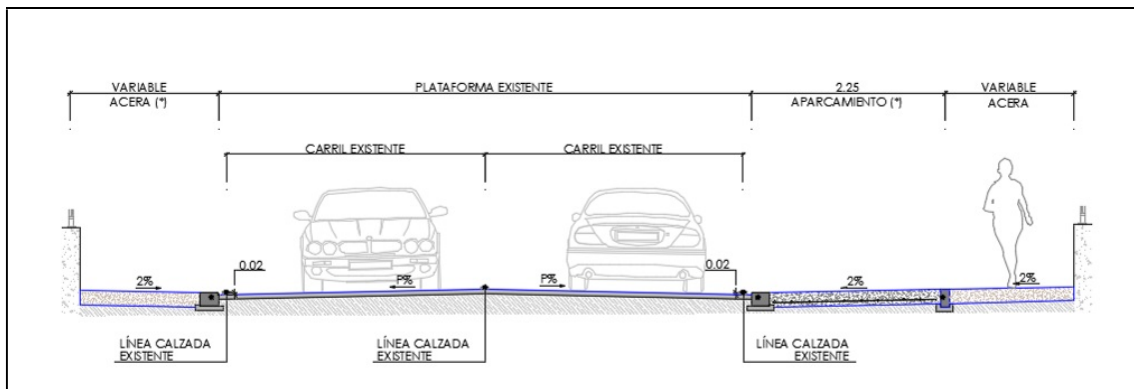 VARIABLE
ACERA (*)
PLATAFORMA EXISTENTE
2.25
APARCAMIENTO (*)
VARIABLE
ACERA
CARRIL EXISTENTE
CARRIL EXISTENTE
2%
0.02
P%
P%
0.02
2%
2%
LÍNEA CALZADA
EXISTENTE
LÍNEA CALZADA
EXISTENTE
LÍNEA CALZADA
EXISTENTE